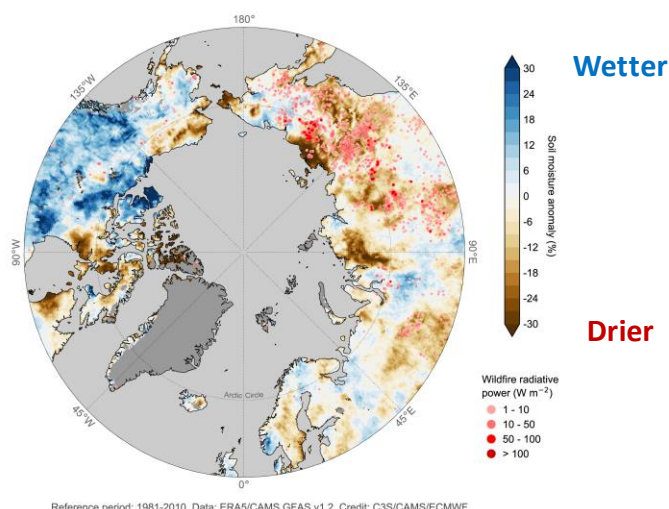 180°
135°W
135°E
90°W
90°E
45°W
45°E
0°
Arctic Circle
30
24
18
12
6
0
-6
-12
-18
-24
-30
Soil moisture anomaly (%)
Wetter
Drier
Wildfire radiative
power (W m⁻²)
1 - 10
10 - 50
50 - 100
> 100
Reference period: 1981-2010. Data: ERA5/CAMS GFAS v1.2. Credit: C3S/CAMS/ECMWF